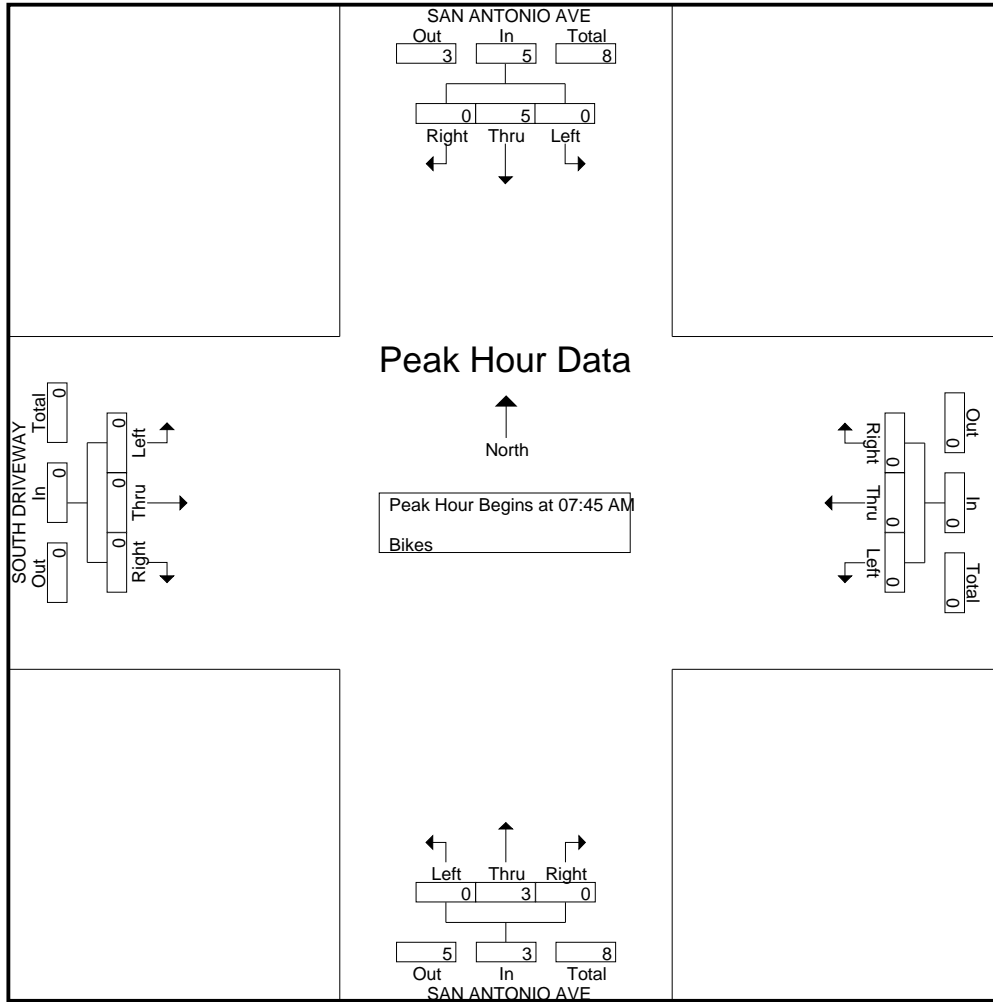 SAN ANTONIO AVE
Out In Total
3 5 8
0 5 0
Right Thru Left
Peak Hour Data
North
Peak Hour Begins at 07:45 AM
Bikes
SOUTH DRIVEWAY
Out In Total
0 0 0
0 0 0
Right Thru Left
Out In Total
0 0 0
0 0 0
Right Thru Left
Left Thru Right
0 3 0
5 3 8
Out In Total
SAN ANTONIO AVE